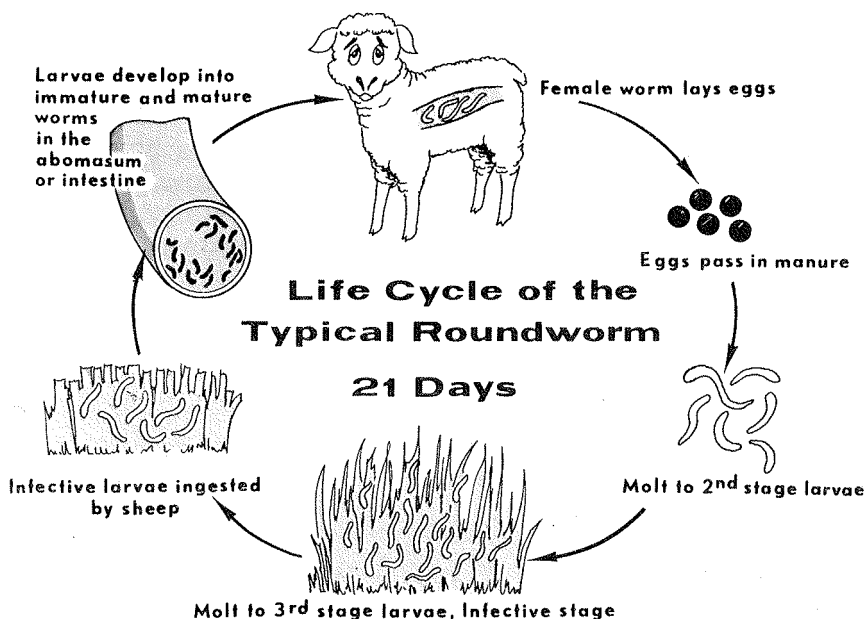 Larvae develop into
immature and mature
worms
in the
abomasum
or intestine
Female worm lays eggs
Eggs pass in manure
Life Cycle of the
Typical Roundworm
21 Days
Molt to 2nd stage larvae
Infective larvae ingested
by sheep
Molt to 3rd stage larvae, Infective stage